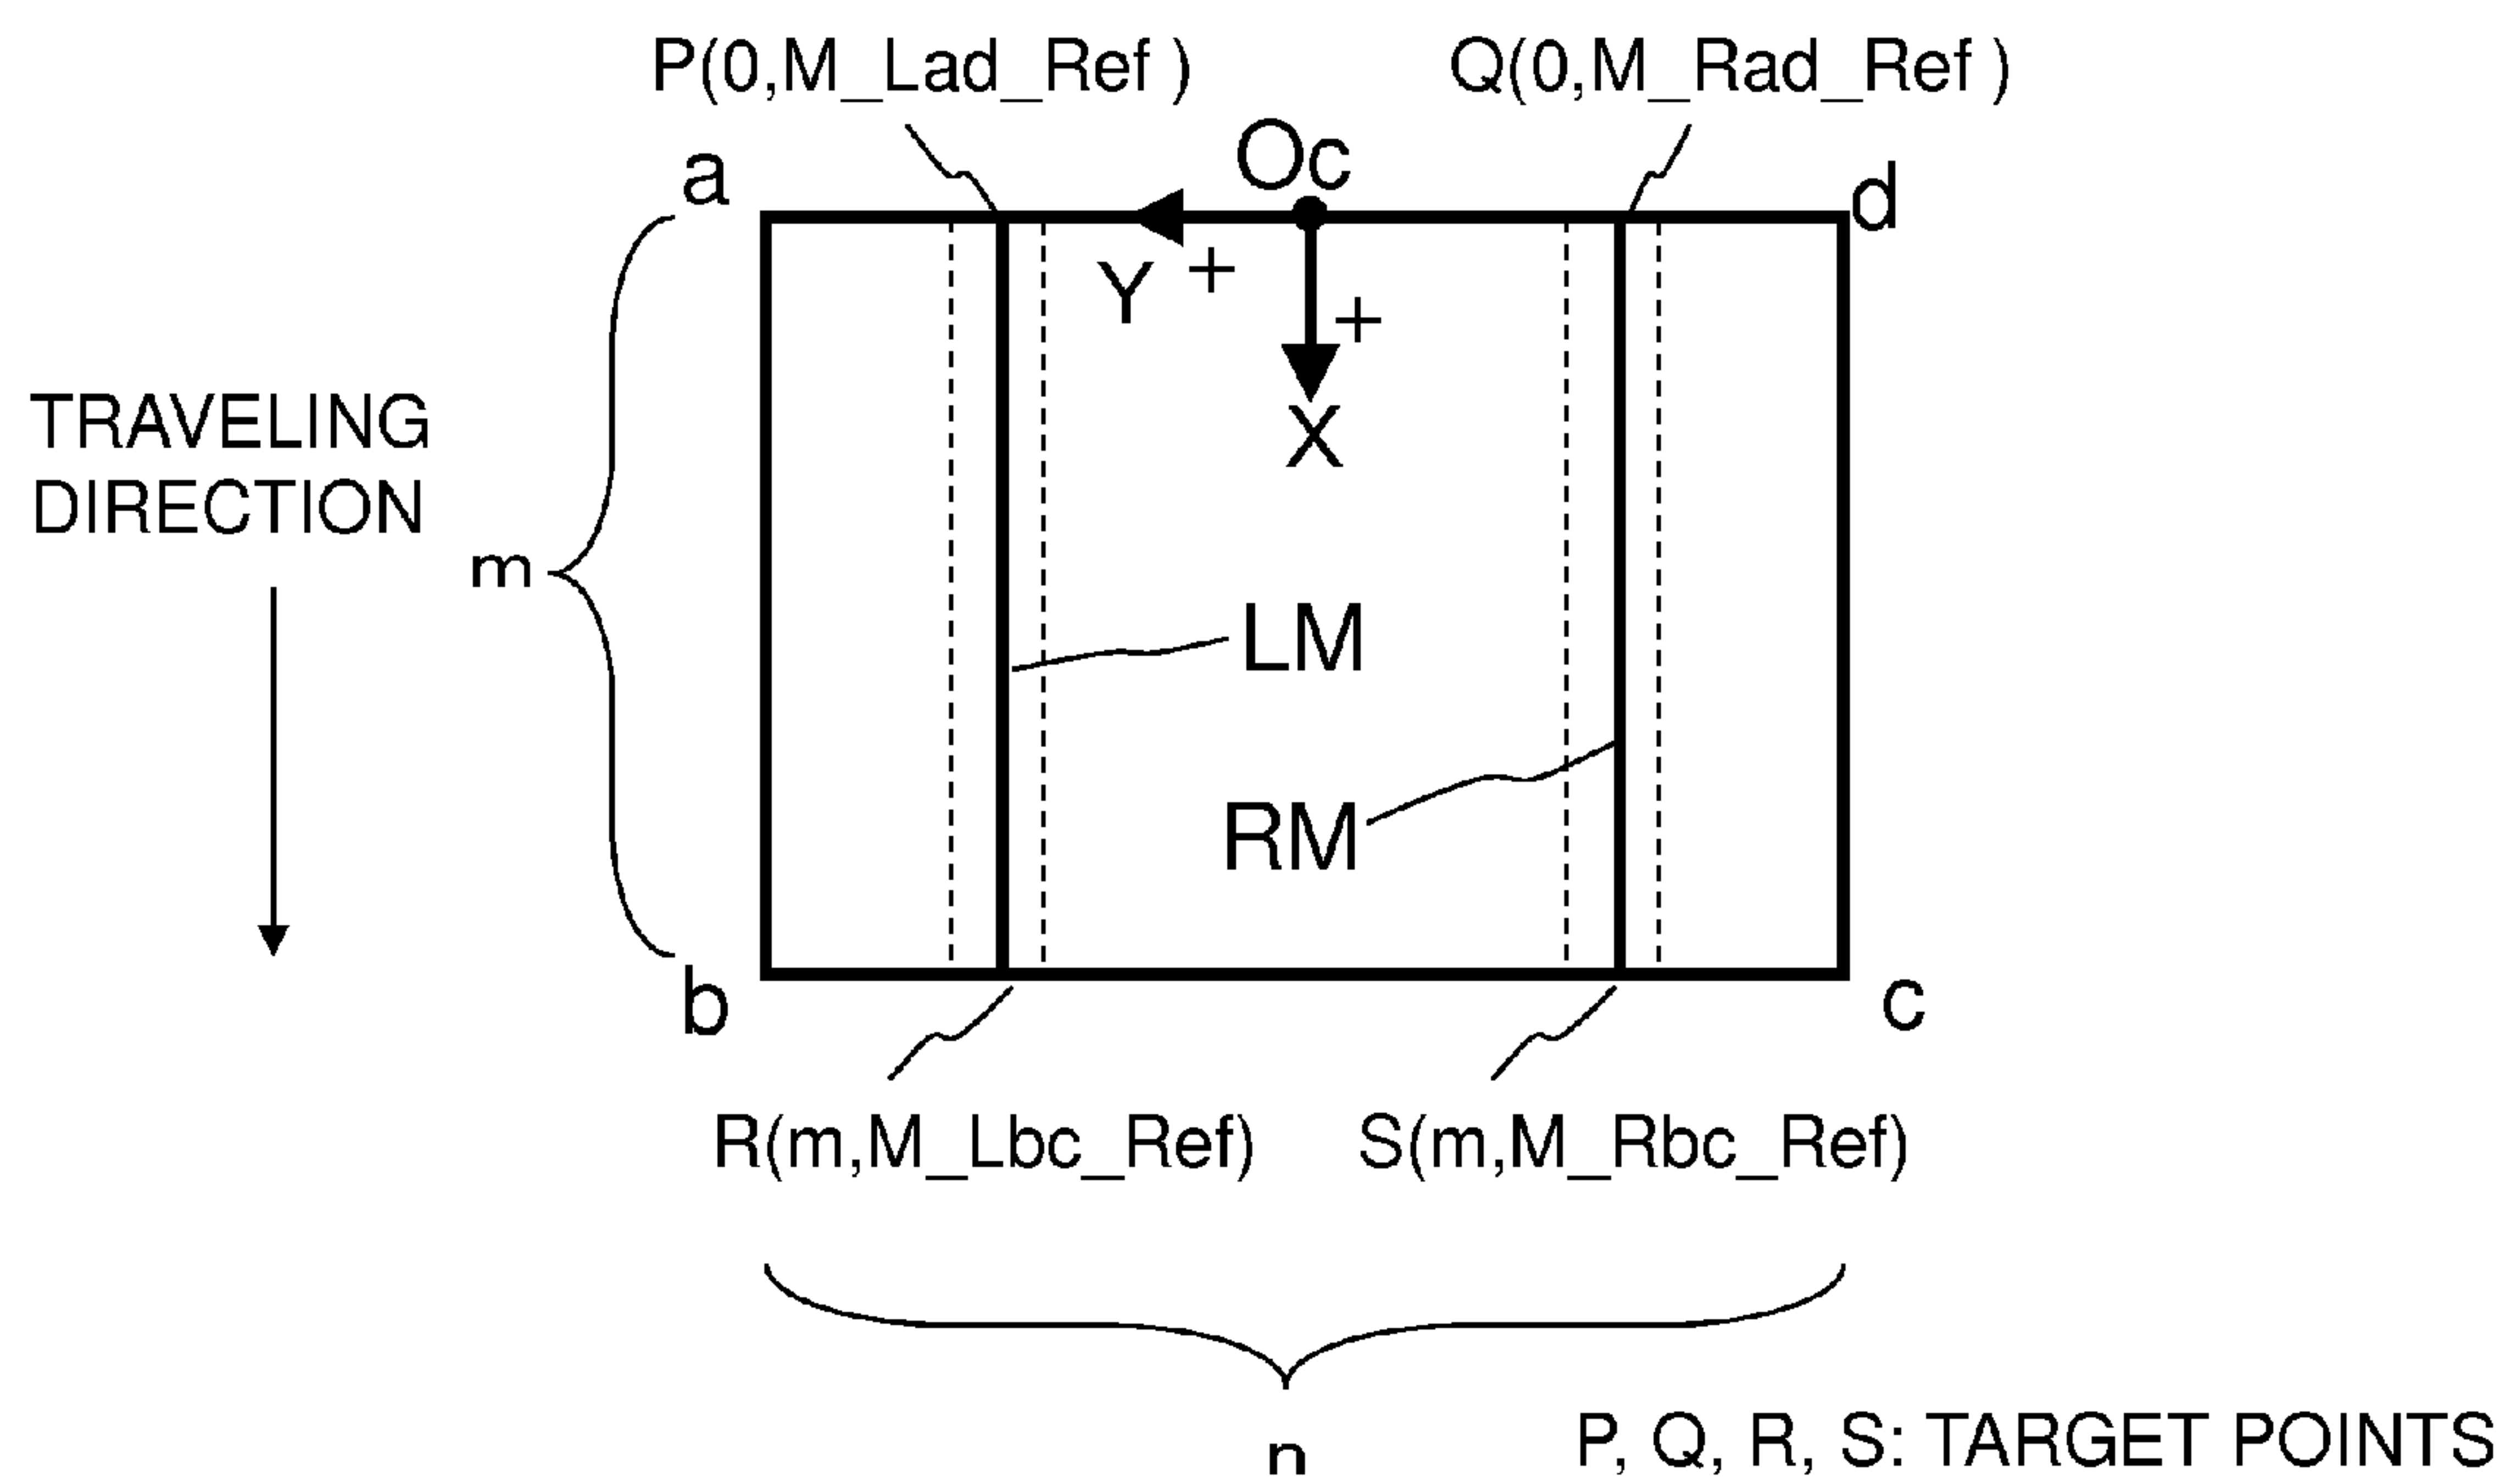 P(0,M_Lad_Ref )
Q(0,M_Rad_Ref )
a
Oc
d
Y +
+
X
TRAVELING
DIRECTION
m
LM
RM
b
c
R(m,M_Lbc_Ref)
S(m,M_Rbc_Ref)
n
P, Q, R, S: TARGET POINTS